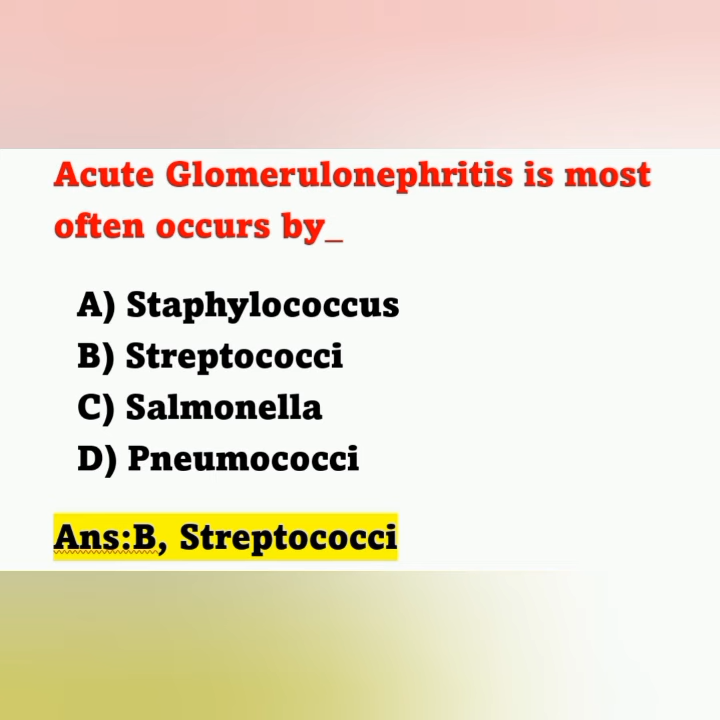 Acute Glomerulonephritis is most
often occurs by_
A) Staphylococcus
B) Streptococci
C) Salmonella
D) Pneumococci
Ans:B, Streptococci